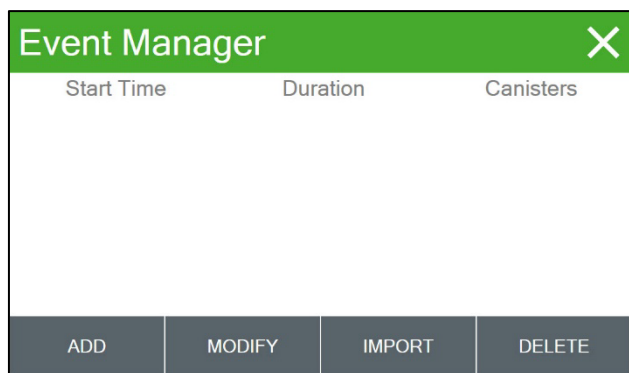 Event Manager
Start Time Duration Canisters
ADD MODIFY IMPORT DELETE